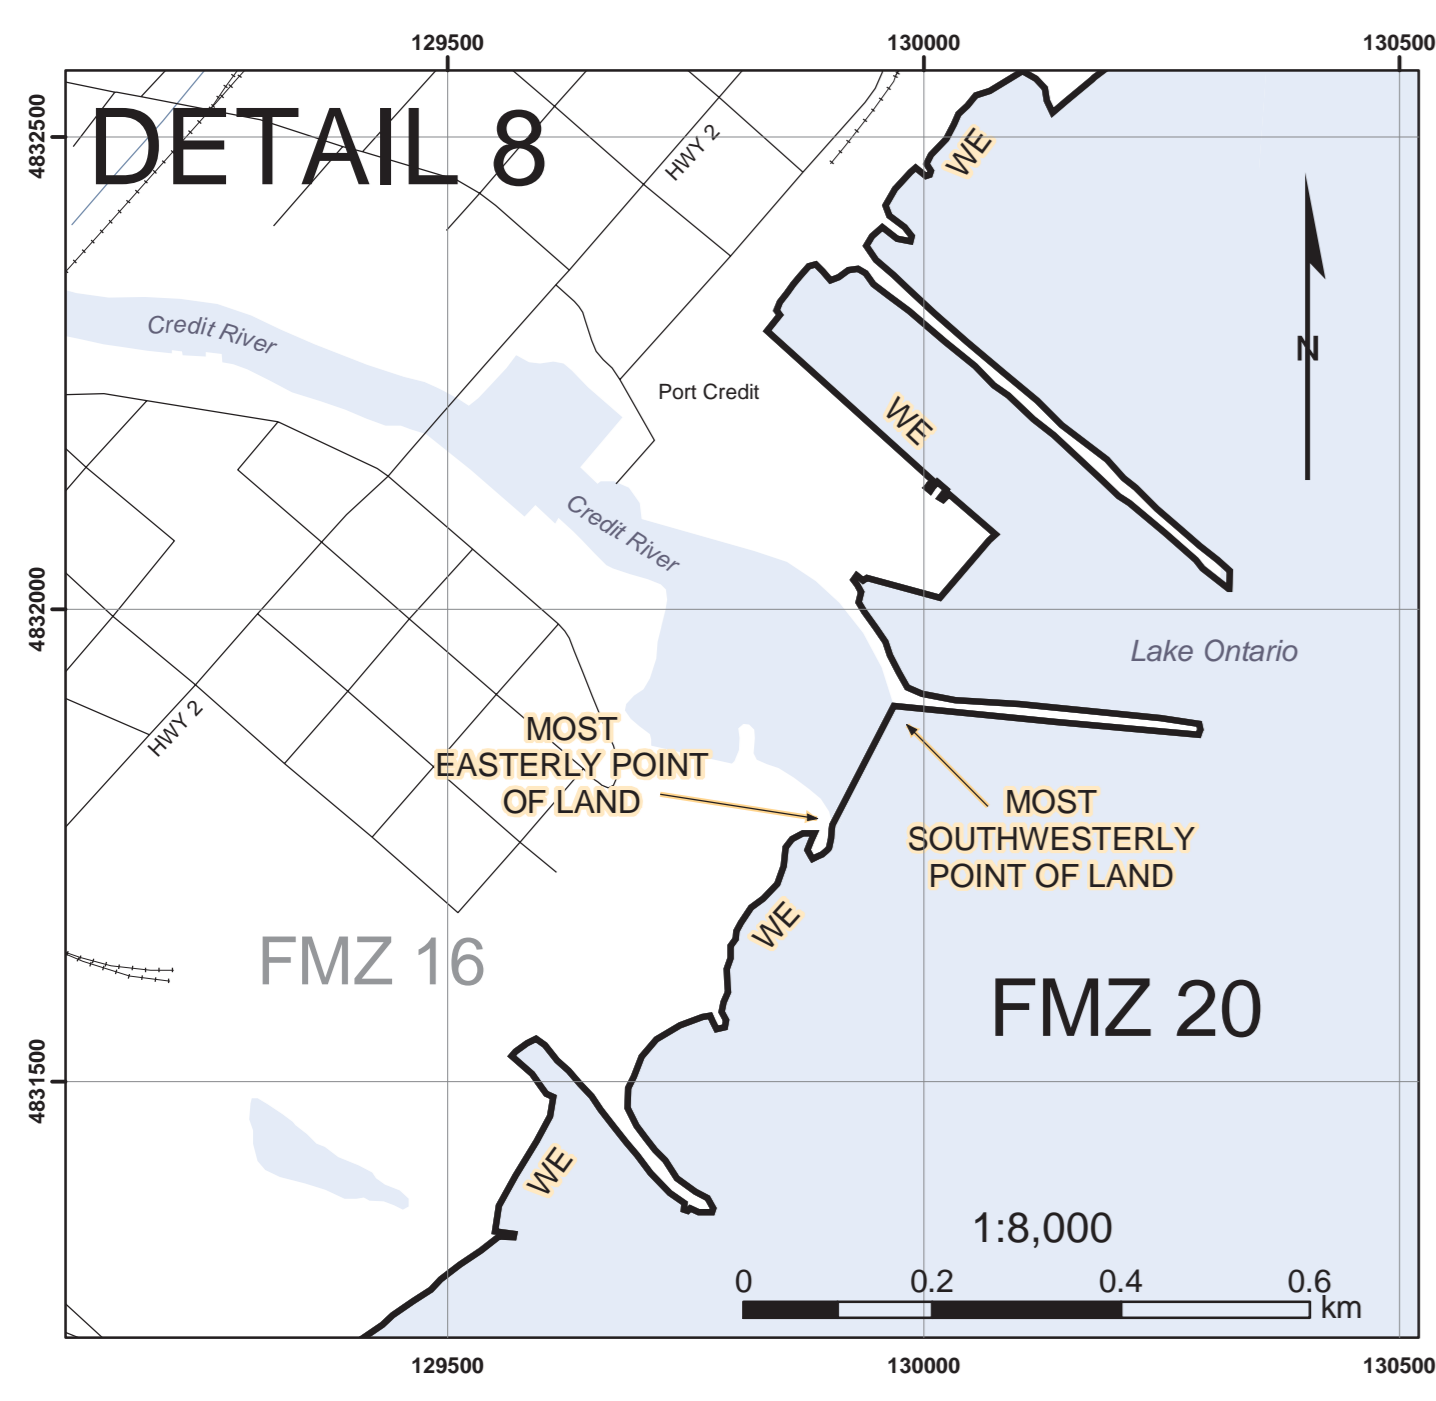 129500 130000 130500
DETAIL 8
4832500
HWY 2
WE
Credit River
N
Port Credit
WE
Credit River
4832000
Lake Ontario
HWY 2
MOST
EASTERLY POINT
OF LAND
MOST
SOUTHWESTERLY
POINT OF LAND
WE
FMZ 16
FMZ 20
4831500
WE
1:8,000
0 0.2 0.4 0.6
km
129500 130000 130500